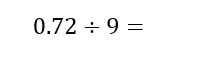 0.72 ÷ 9 =